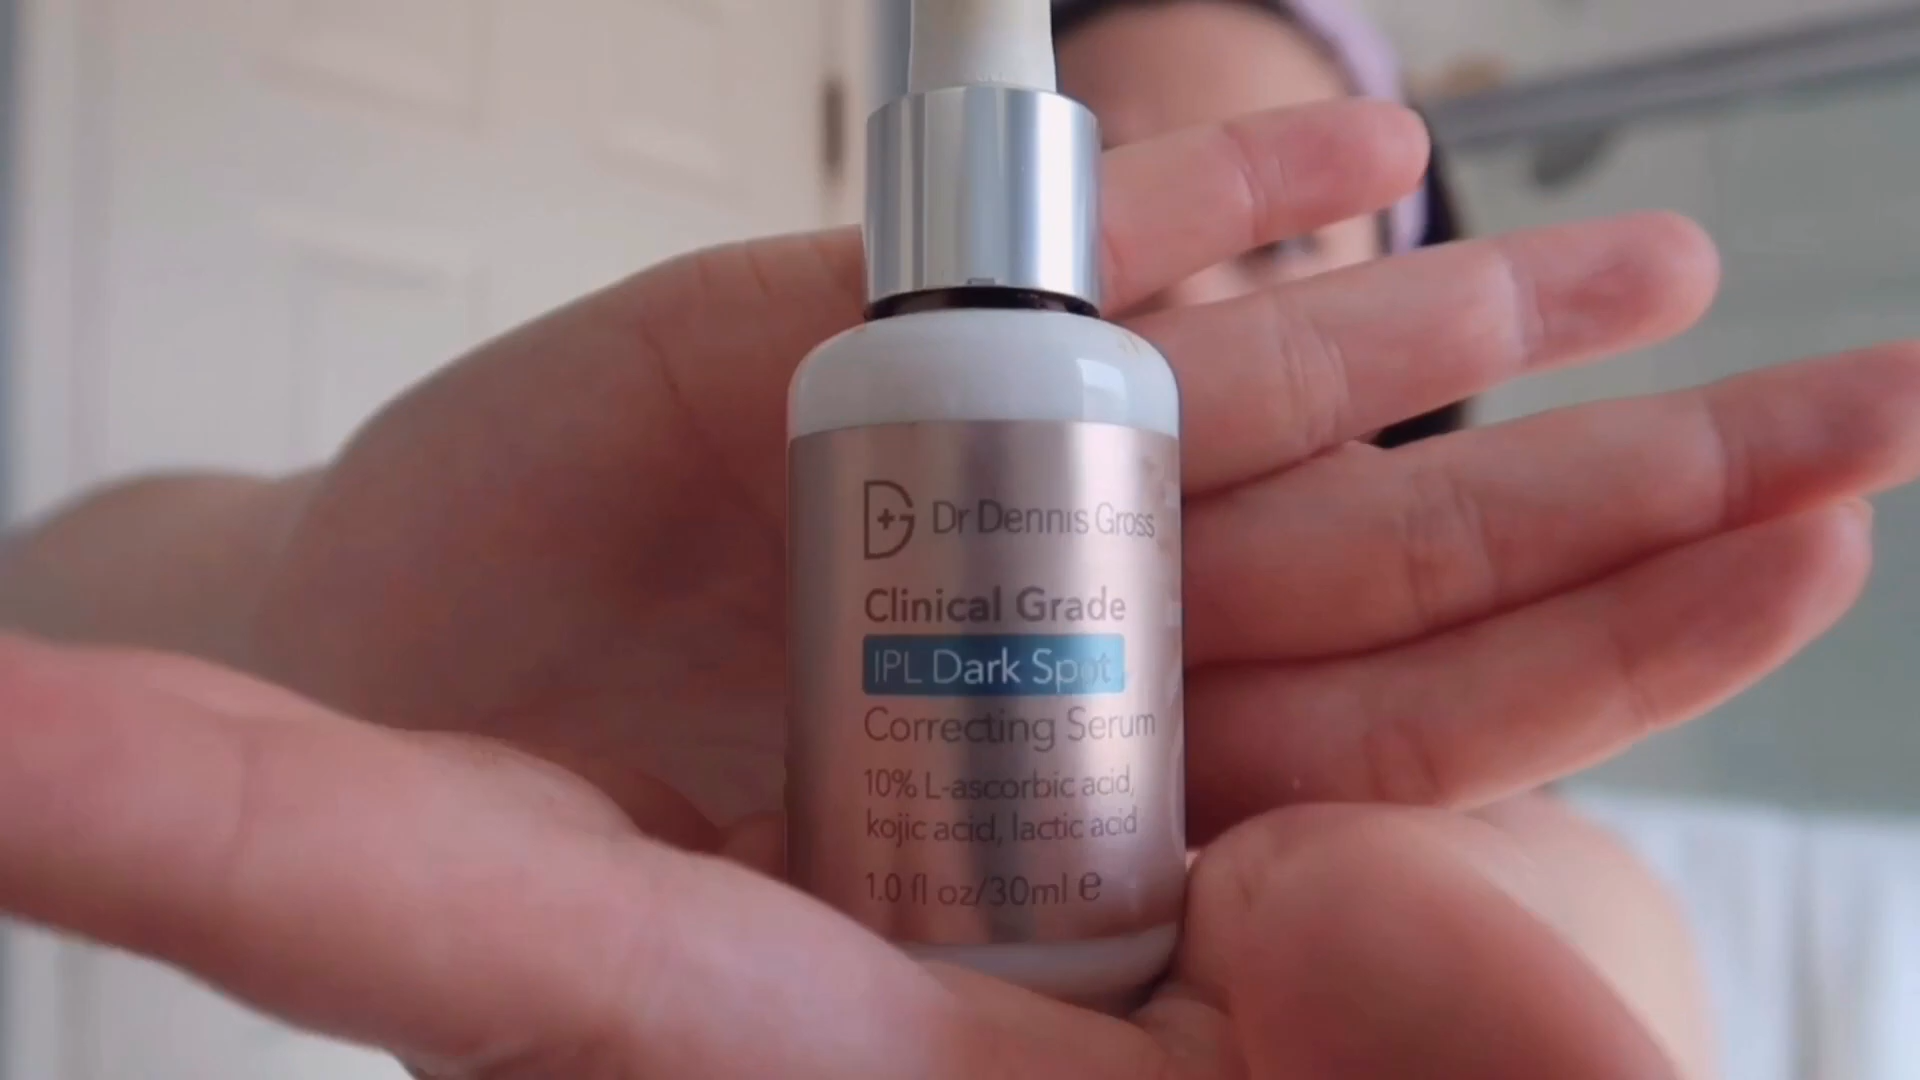 Dr Dennis Gross
Clinical Grade
IPL Dark Spot
Correcting Serum
10% L-ascorbic acid,
kojic acid, lactic acid
1.0 fl oz/30ml e